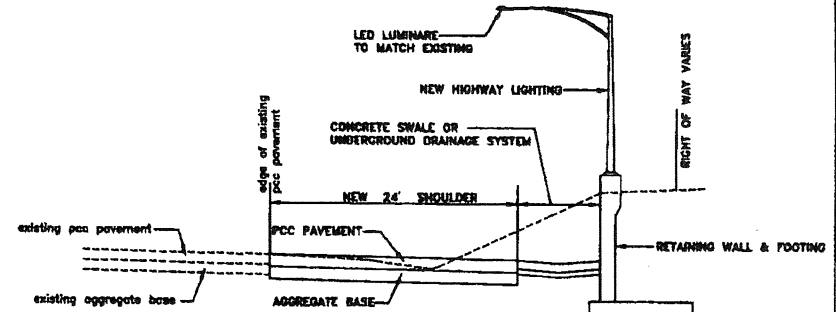 LED LUMINARE
TO MATCH EXISTING
NEW HIGHWAY LIGHTING
RIGHT OF WAY VARIES
edge of existing
pcc pavement
CONCRETE SWALE OR
UNDERGROUND DRAINAGE SYSTEM
NEW 24' SHOULDER
existing pcc pavement
PCC PAVEMENT
RETAINING WALL & FOOTING
existing aggregate base
AGGREGATE BASE